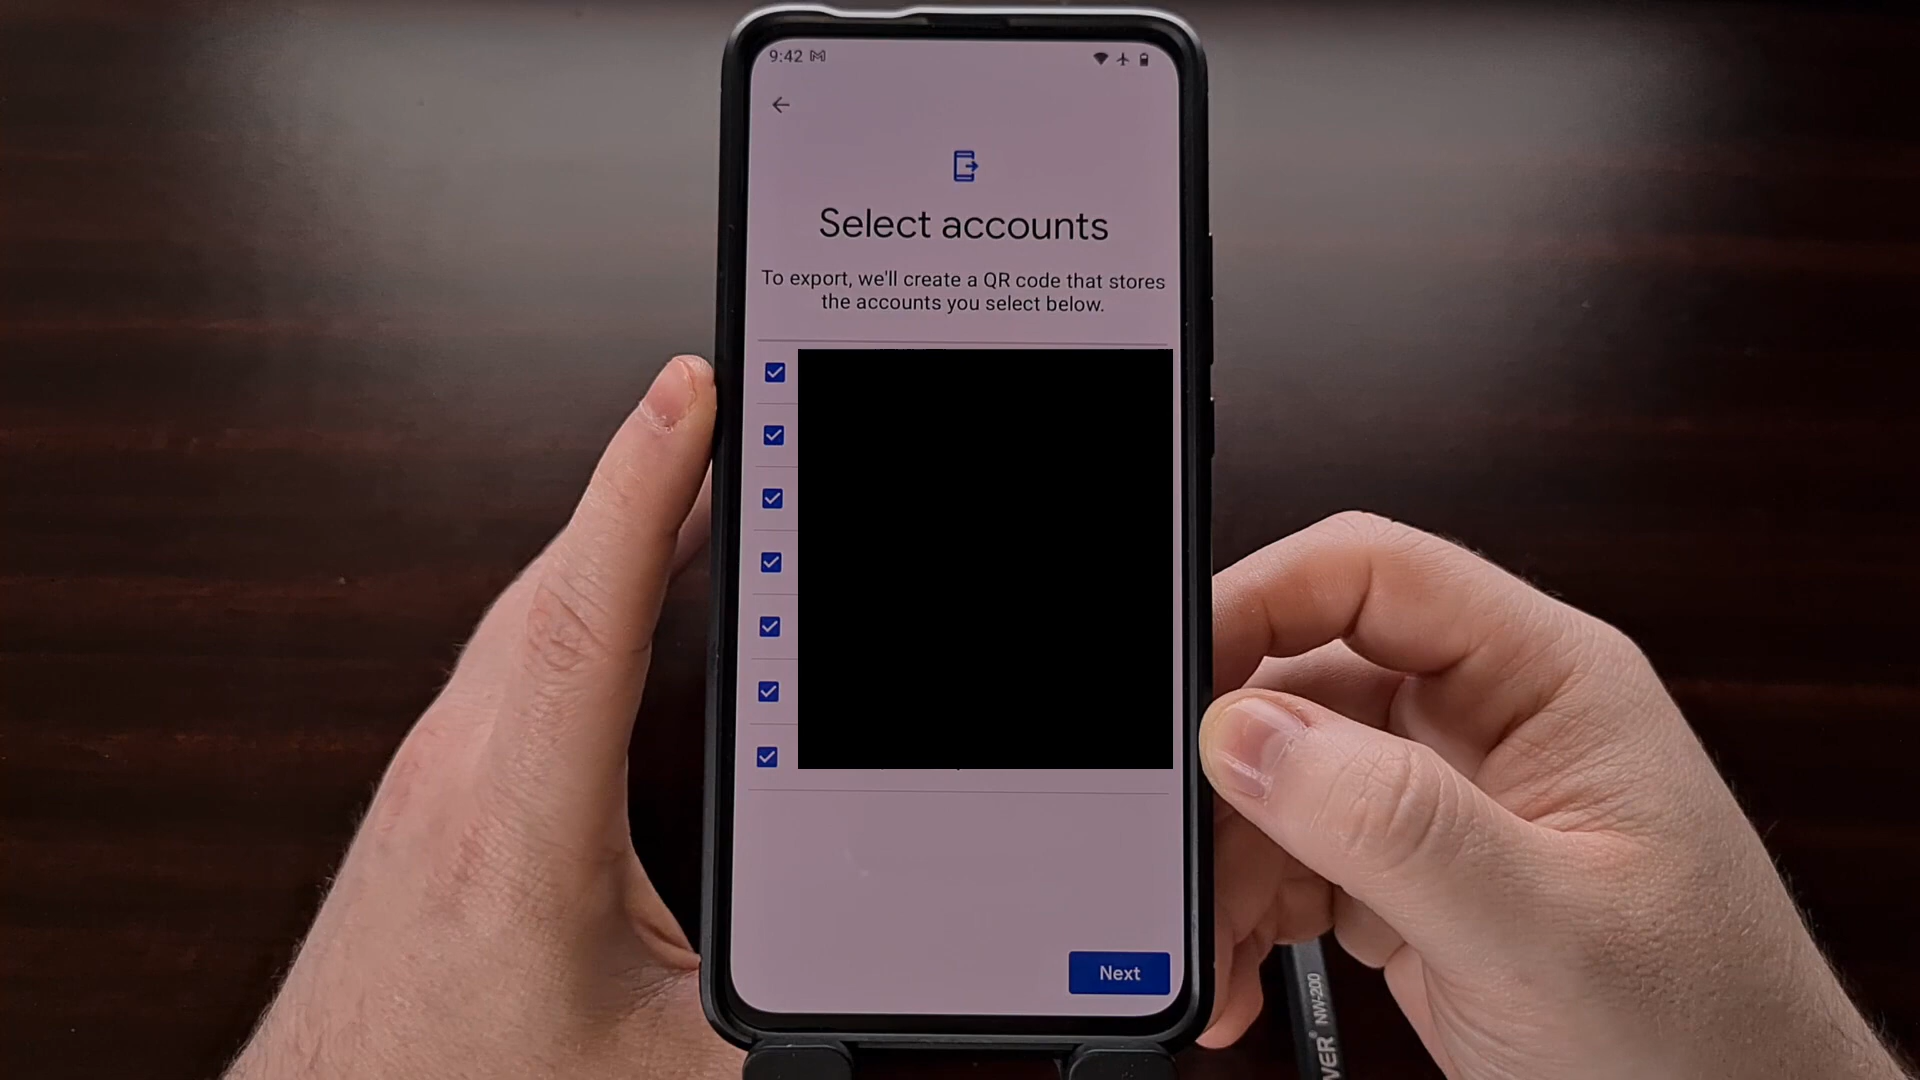 9:42
Select accounts
To export, we'll create a QR code that stores
the accounts you select below.
Next
VER® NW-200